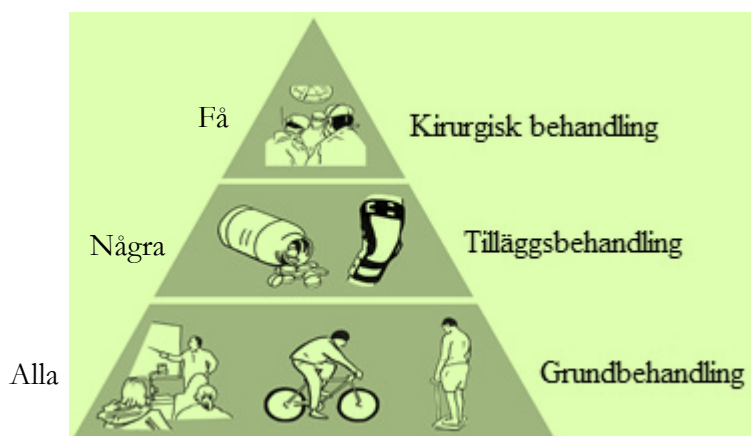 Få
Kirurgisk behandling
Några
Tilläggsbehandling
Alla
Grundbehandling